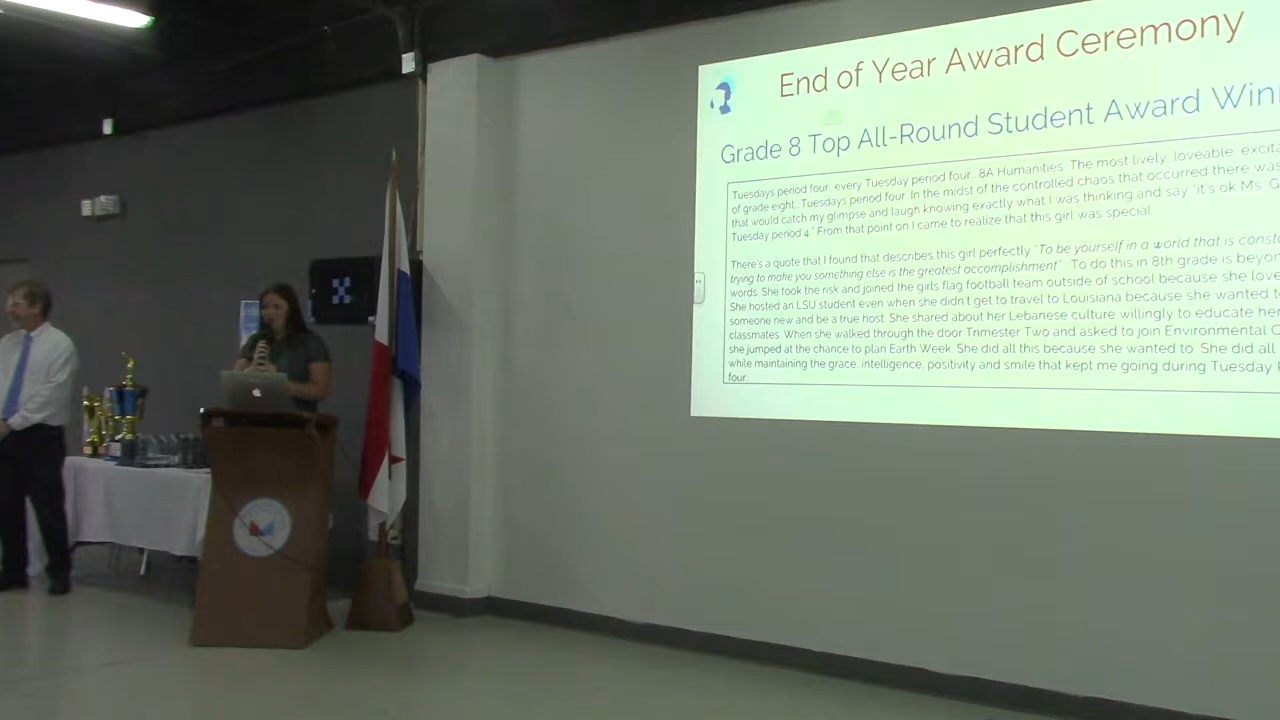 End of Year Award Ceremony
Grade 8 Top All-Round Student Award
Tuesdays period four. every Tuesday period four... 8A Humanities. The most lively loveable
of grade eight... Tuesdays period four. In the midst of the controlled chaos that occurred there was
that would catch my glimpse and laugh knowing exactly what I was thinking and say "it's ok Ms. G
Tuesday period 4." From that point on I came to realize that this girl was special.
There's a quote that I found that describes this girl perfectly "To be yourself in a world that is
trying to make you something else is the greatest accomplishment". To do this in 8th grade is
words. She took the risk and joined the girls flag football team outside of school because she
She hosted an LSU student even when she didn't get to travel to Louisiana because she wanted
someone new and be a true host. She shared about her Lebanese culture willingly to educate her
classmates. When she walked through the door Trimester Two and asked to join Environmental
she jumped at the chance to plan Earth Week. She did all this because she wanted to. She did all
while maintaining the grace, intelligence, positivity and smile that kept me going during Tuesday
four.